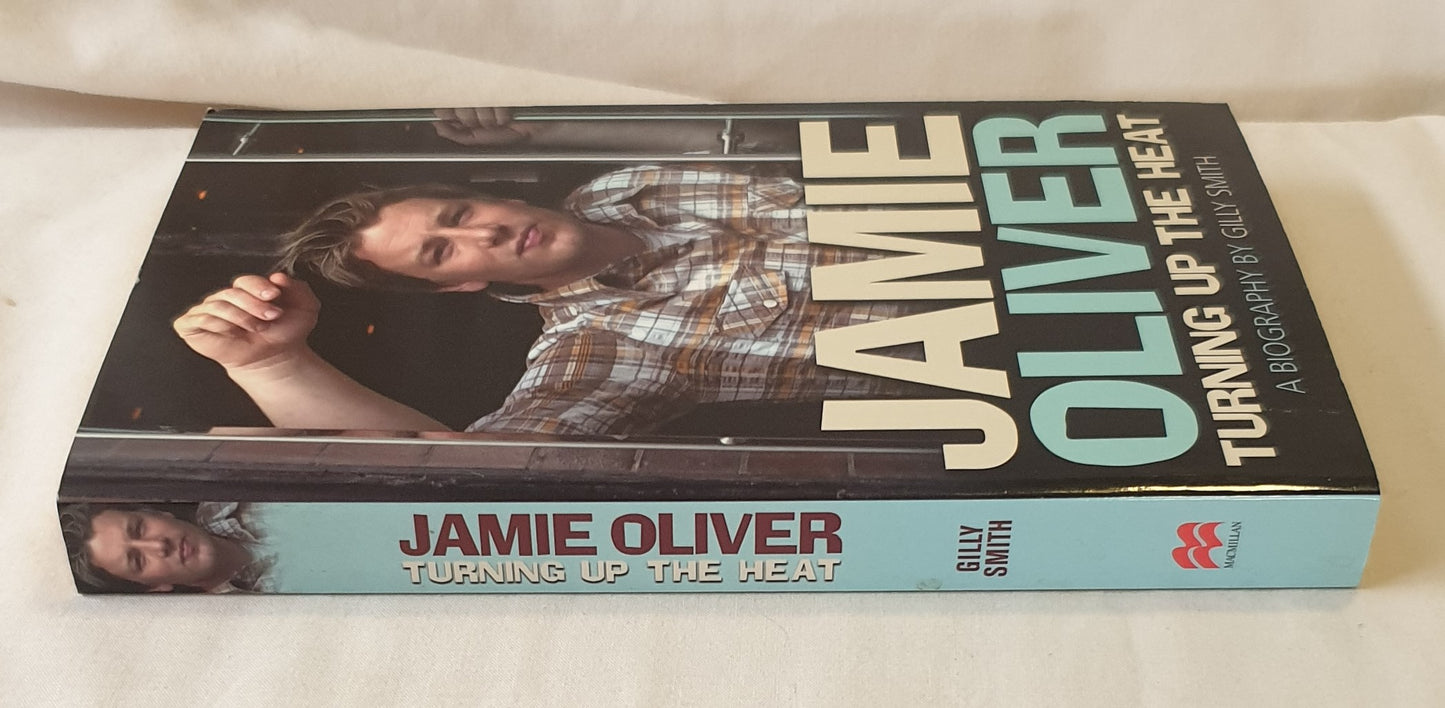 JAMIE
OLIVER
TURNING UP THE HEAT
A BIOGRAPHY BY GILLY SMITH
JAMIE OLIVER
TURNING UP THE HEAT
GILLY
SMITH
MACMILLAN